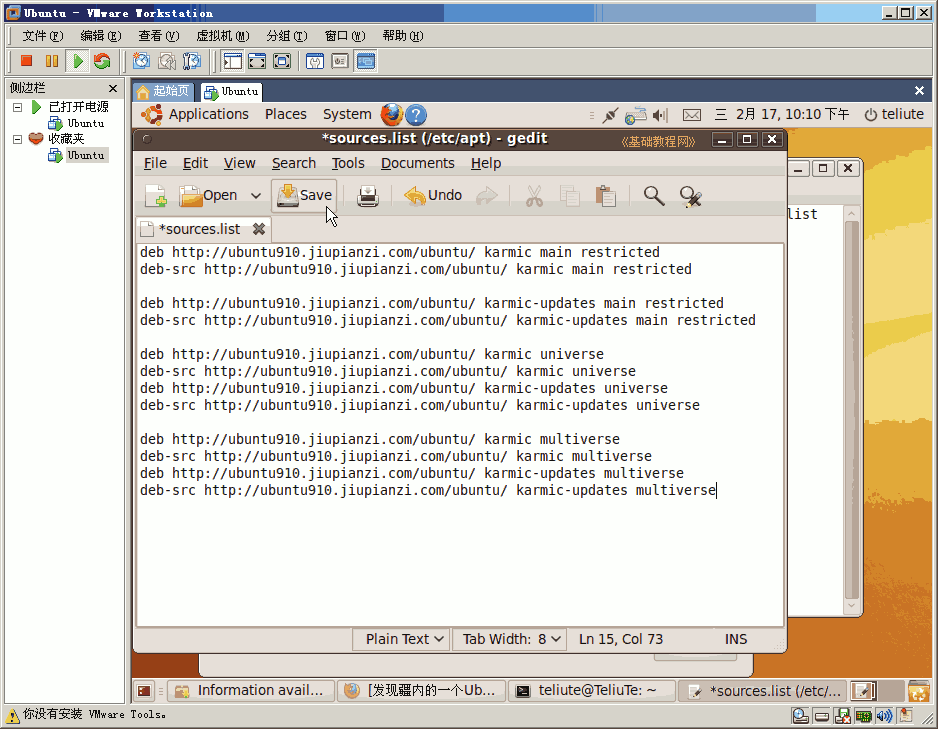 Ubuntu - VMware Workstation
文件(F) 编辑(E) 查看(V) 虚拟机(M) 分组(T) 窗口(W) 帮助(H)
侧边栏
已打开电源
Ubuntu
收藏夹
Ubuntu
起始页 Ubuntu
Applications Places System 三 2月 17, 10:10 下午 teliute
*sources.list (/etc/apt) - gedit 《基础教程网》
File Edit View Search Tools Documents Help
Open Save Undo
list
*sources.list
deb http://ubuntu910.jiupianzi.com/ubuntu/ karmic main restricted
deb-src http://ubuntu910.jiupianzi.com/ubuntu/ karmic main restricted
deb http://ubuntu910.jiupianzi.com/ubuntu/ karmic-updates main restricted
deb-src http://ubuntu910.jiupianzi.com/ubuntu/ karmic-updates main restricted
deb http://ubuntu910.jiupianzi.com/ubuntu/ karmic universe
deb-src http://ubuntu910.jiupianzi.com/ubuntu/ karmic universe
deb http://ubuntu910.jiupianzi.com/ubuntu/ karmic-updates universe
deb-src http://ubuntu910.jiupianzi.com/ubuntu/ karmic-updates universe
deb http://ubuntu910.jiupianzi.com/ubuntu/ karmic multiverse
deb-src http://ubuntu910.jiupianzi.com/ubuntu/ karmic multiverse
deb http://ubuntu910.jiupianzi.com/ubuntu/ karmic-updates multiverse
deb-src http://ubuntu910.jiupianzi.com/ubuntu/ karmic-updates multiverse
Plain Text Tab Width: 8 Ln 15, Col 73 INS
Information avail... [发现疆内的一个Ub... teliute@TeliuTe: ~ *sources.list (/etc/...
你没有安装 VMware Tools。